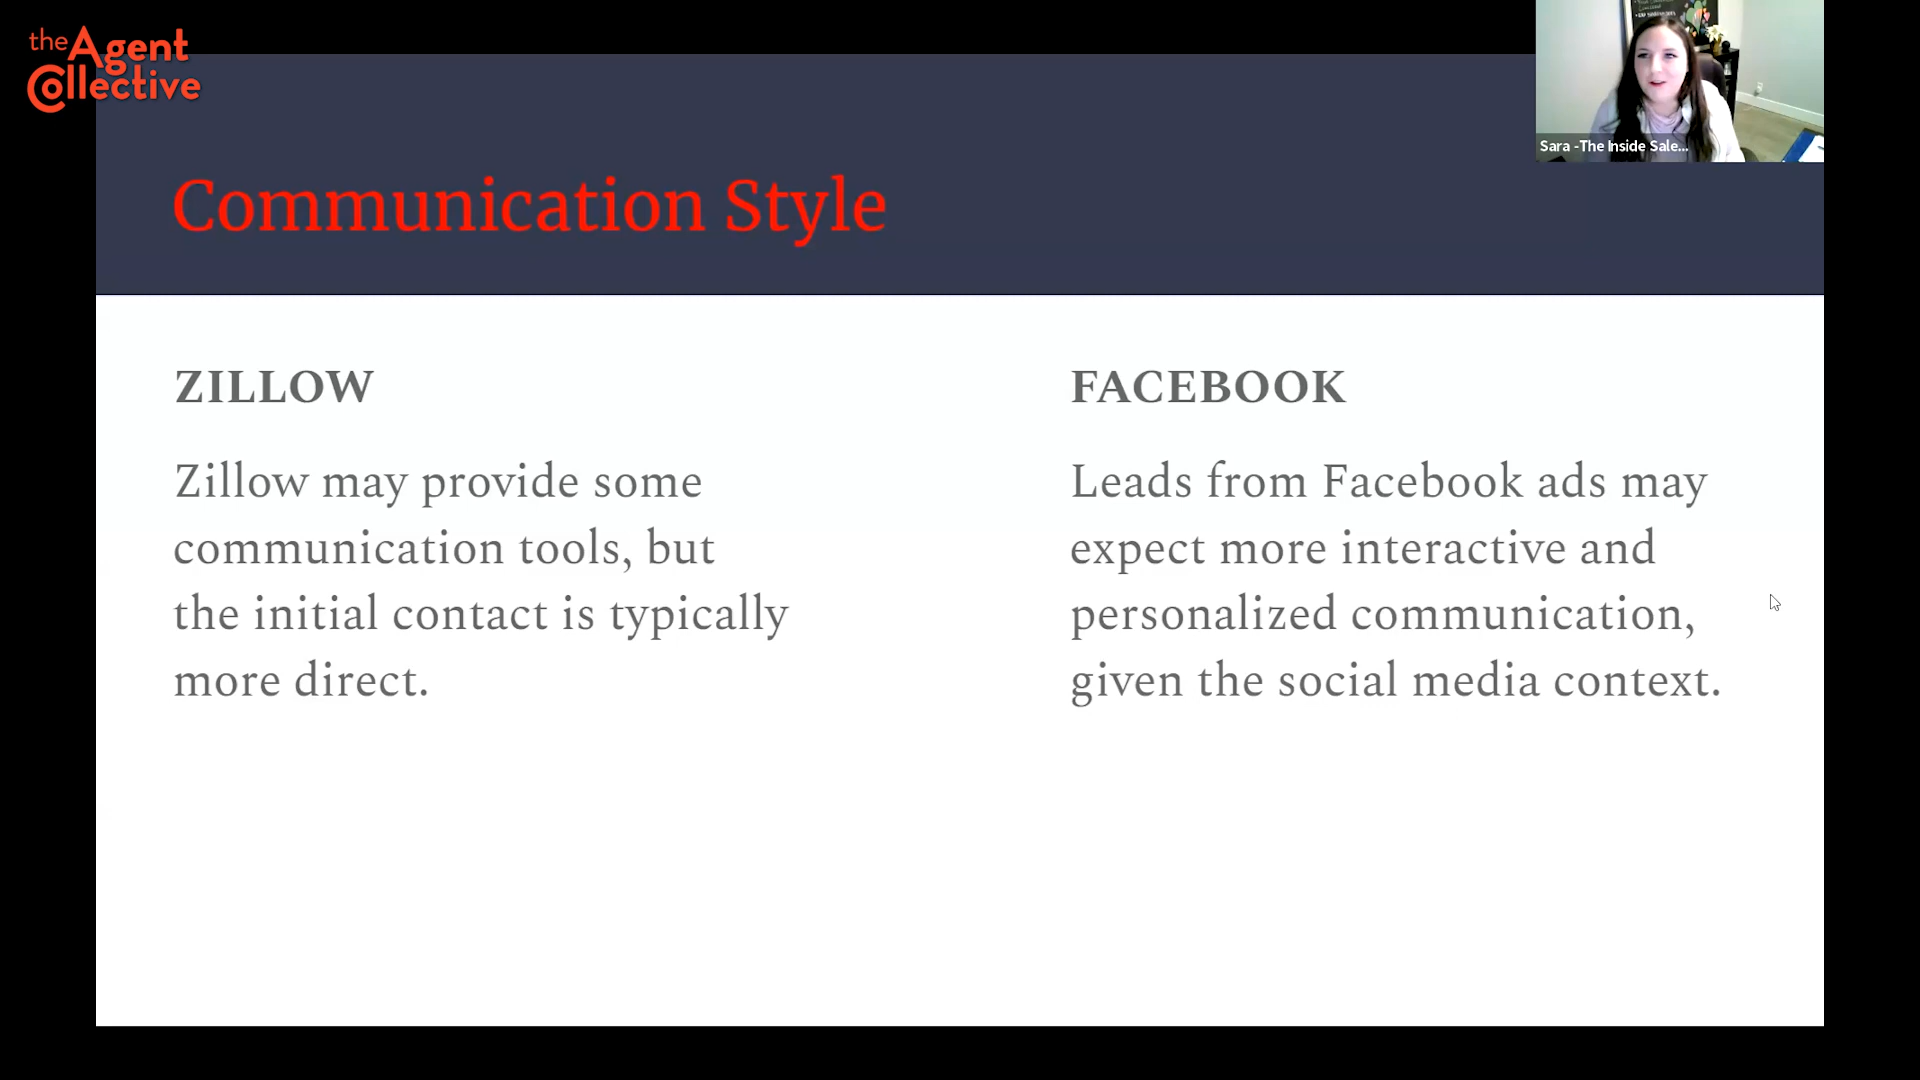 the Agent
Collective
Sara -The Inside Sale...
Communication Style
ZILLOW
Zillow may provide some
communication tools, but
the initial contact is typically
more direct.
FACEBOOK
Leads from Facebook ads may
expect more interactive and
personalized communication,
given the social media context.